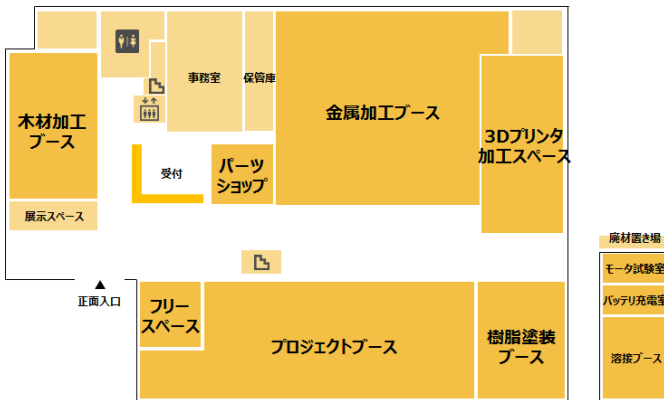 事務室
保管庫
木材加工
ブース
金属加工ブース
3Dプリンタ
加工スペース
受付
パーツ
ショップ
展示スペース
正面入口
フリー
スペース
プロジェクトブース
樹脂塗装
ブース
廃材置き場
モータ試験室
バッテリ充電室
溶接ブース